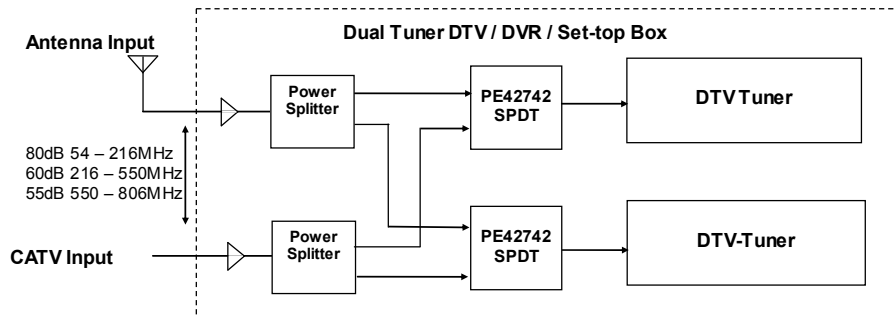 Dual Tuner DTV / DVR / Set-top Box
Antenna Input
Power
Splitter
PE42742
SPDT
DTV Tuner
80dB 54 – 216MHz
60dB 216 – 550MHz
55dB 550 – 806MHz
CATV Input
Power
Splitter
PE42742
SPDT
DTV-Tuner